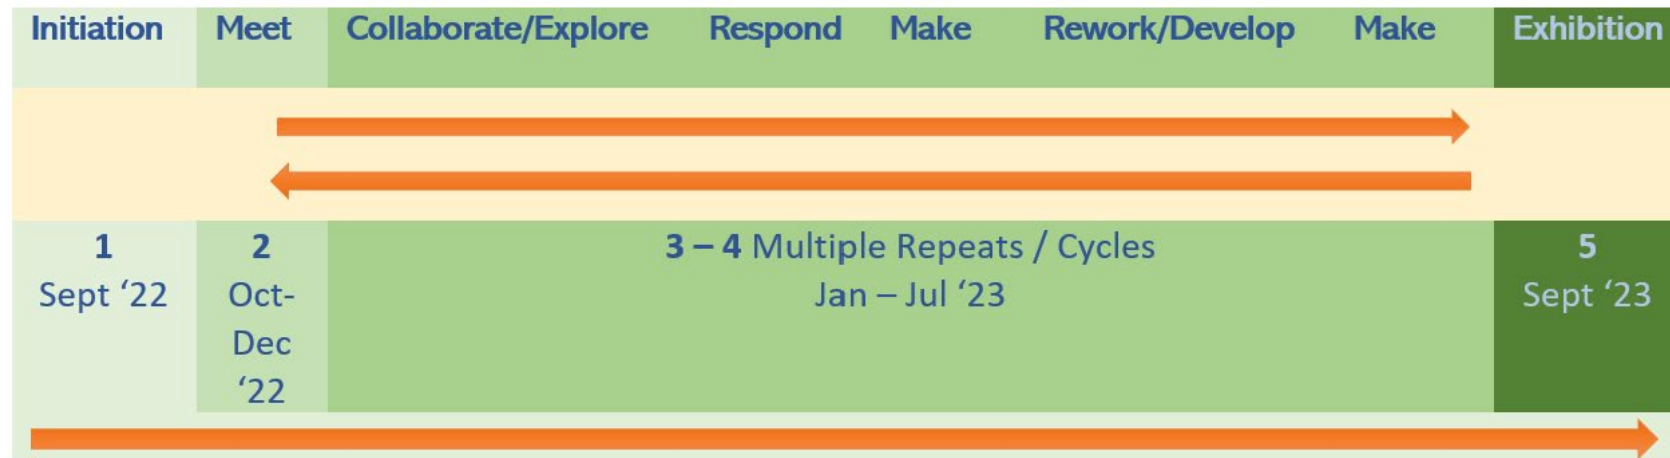 Initiation Meet Collaborate/Explore Respond Make Rework/Develop Make Exhibition
1
Sept ‘22
2
Oct-
Dec
‘22
3 – 4 Multiple Repeats / Cycles
Jan – Jul ‘23
5
Sept ‘23